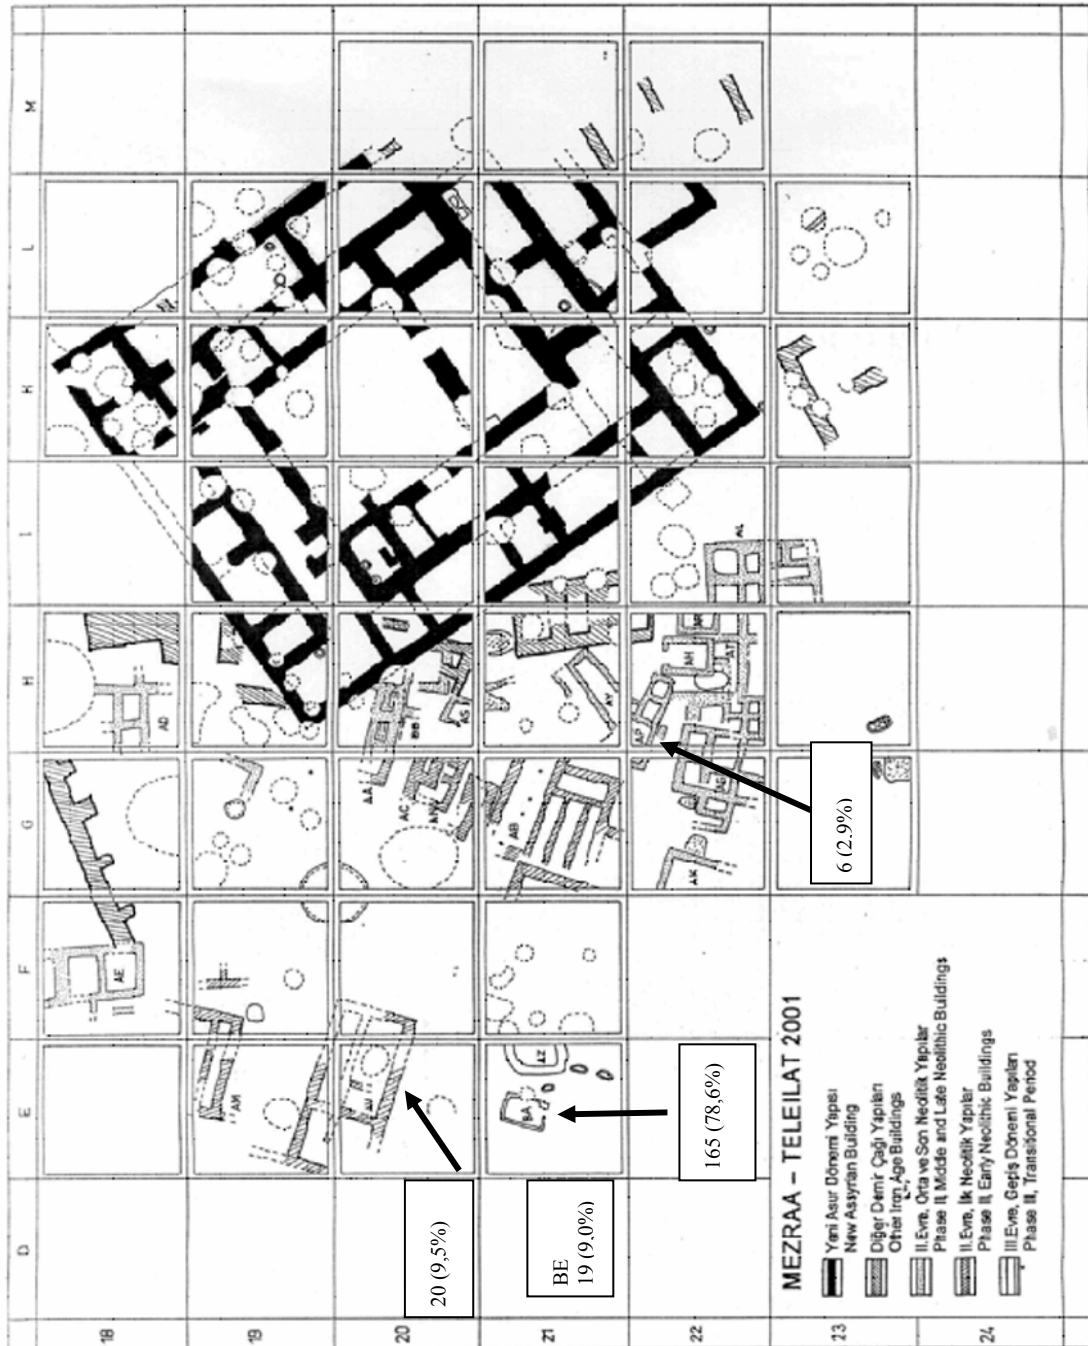 M
L
H
I
H
G
F
E
D
18
19
20
21
22
23
24
AD
AE
AM
AV
AA
AC
BB
AG
AB
AY
AZ
BA
AP
AH
AT
AL
AK
6 (2.9%)
165 (78,6%)
20 (9,5%)
BE
19 (9.0%)
MEZRAA – TELEILAT 2001
Yeni Asur Dönemi Yapısı
New Assyrian Building
Diğer Demir Çağı Yapıları
Other Iron Age Buildings
II.Evre, Orta ve Son Neolitik Yapılar
Phase II, Middle and Late Neolithic Buildings
II.Evre, İlk Neolitik Yapılar
Phase II, Early Neolithic Buildings
III.Evre, Geçiş Dönemi Yapıları
Phase III, Transitional Period